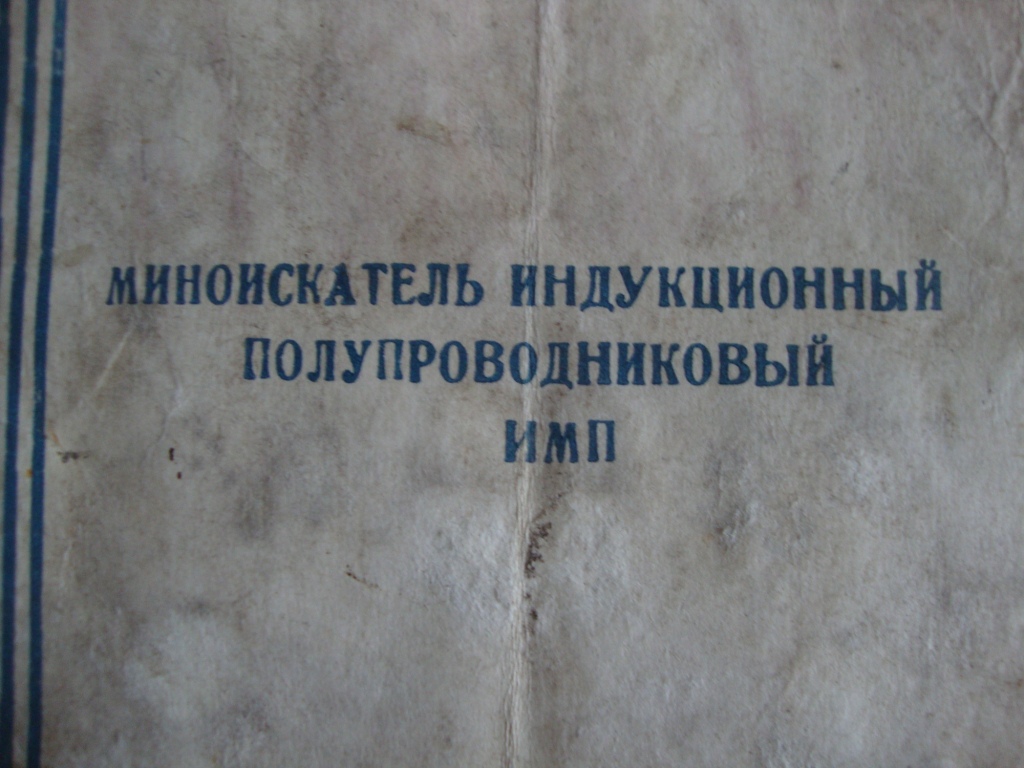 МИНОИСКАТЕЛЬ ИНДУКЦИОННЫЙ
ПОЛУПРОВОДНИКОВЫЙ
ИМП